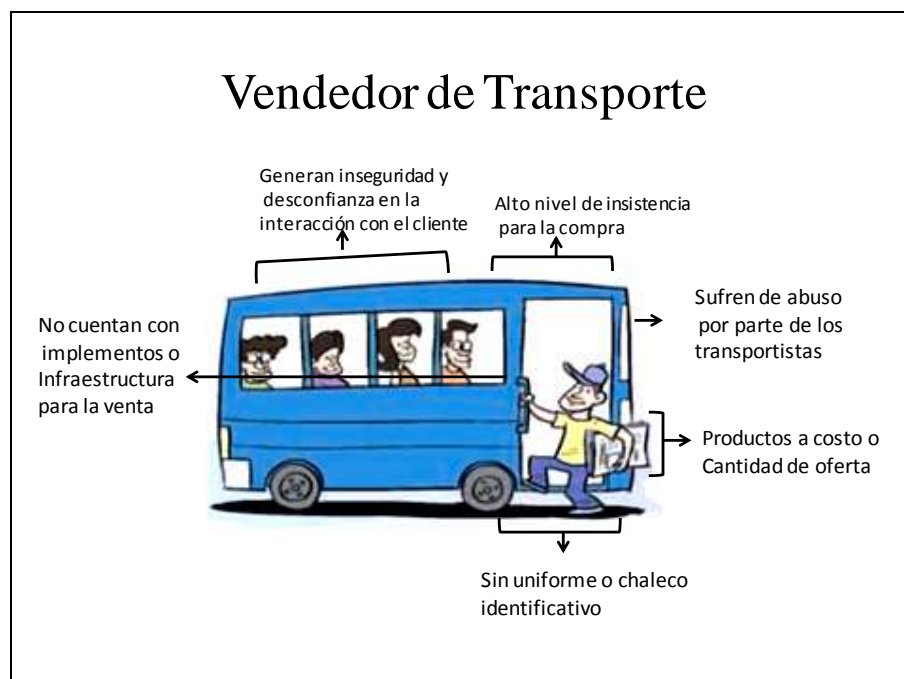 Vendedor de Transporte
Generan inseguridad y
desconfianza en la
interacción con el cliente
Alto nivel de insistencia
para la compra
No cuentan con
implementos o
Infraestructura
para la venta
Sufren de abuso
por parte de los
transportistas
Productos a costo o
Cantidad de oferta
Sin uniforme o chaleco
identificativo